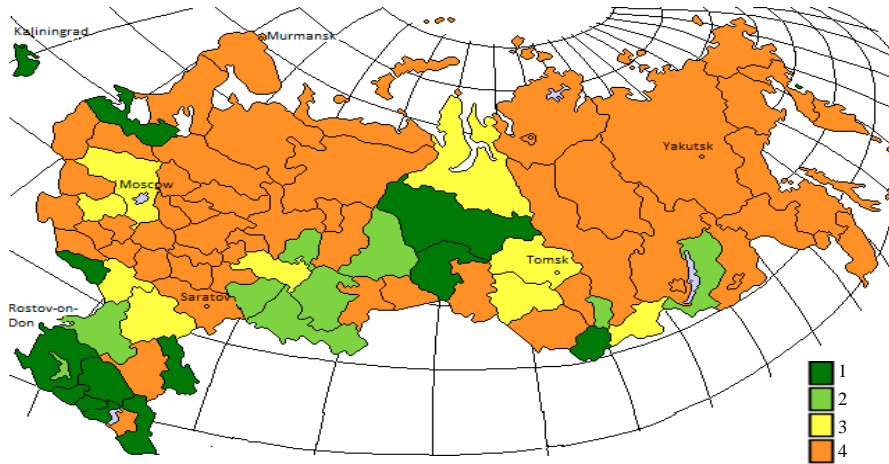 Kaliningrad
Murmansk
Yakutsk
Moscow
Tomsk
Saratov
Rostov-on-
Don
1
2
3
4